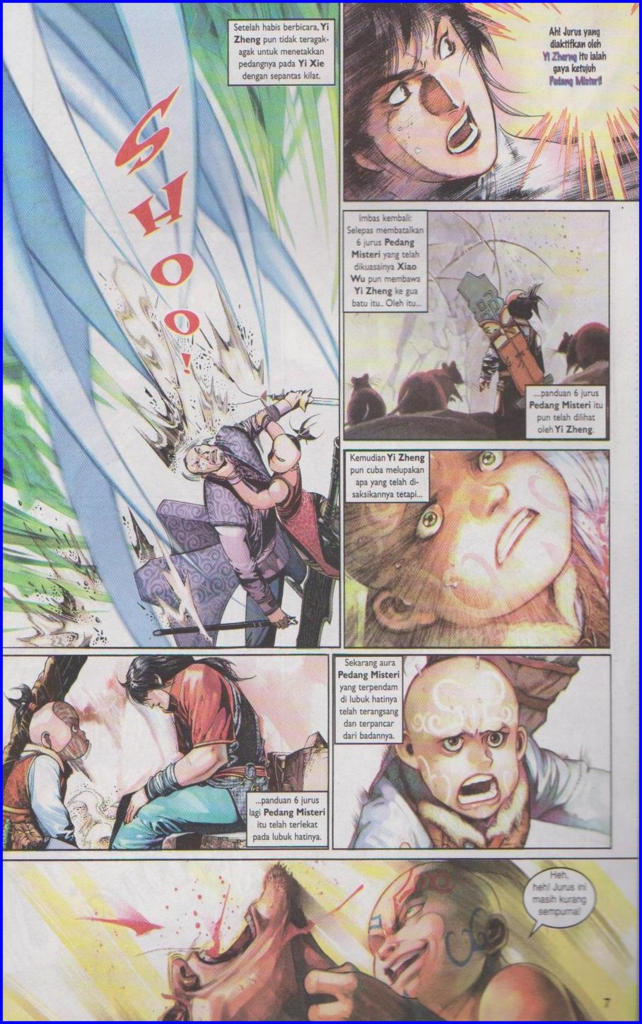 Setelah habis berbicara, Yi
Zheng pun tidak teragak-
agak untuk menetakkan
pedangnya pada Yi Xie
dengan sepantas kilat.
SHOO!
Ah! Jurus yang
diaktifkan oleh
Yi Zherng itu ialah
gaya ketujuh
Pedang Misteri!
Imbas kembali:
Selepas membatalkan
6 jurus Pedang
Misteri yang telah
dikuasainya Xiao
Wu pun membawa
Yi Zheng ke gua
batu itu.. Oleh itu...
...panduan 6 jurus
Pedang Misteri itu
pun telah dilihat
oleh Yi Zheng.
Kemudian Yi Zheng
pun cuba melupakan
apa yang telah di-
saksikannya tetapi...
...panduan 6 jurus
lagi Pedang Misteri
itu telah terlekat
pada lubuk hatinya.
Sekarang aura
Pedang Misteri
yang terpendam
di lubuk hatinya
telah terangsang
dan terpancar
dari badannya.
Heh,
heh! Jurus ini
masih kurang
sempurna!
7